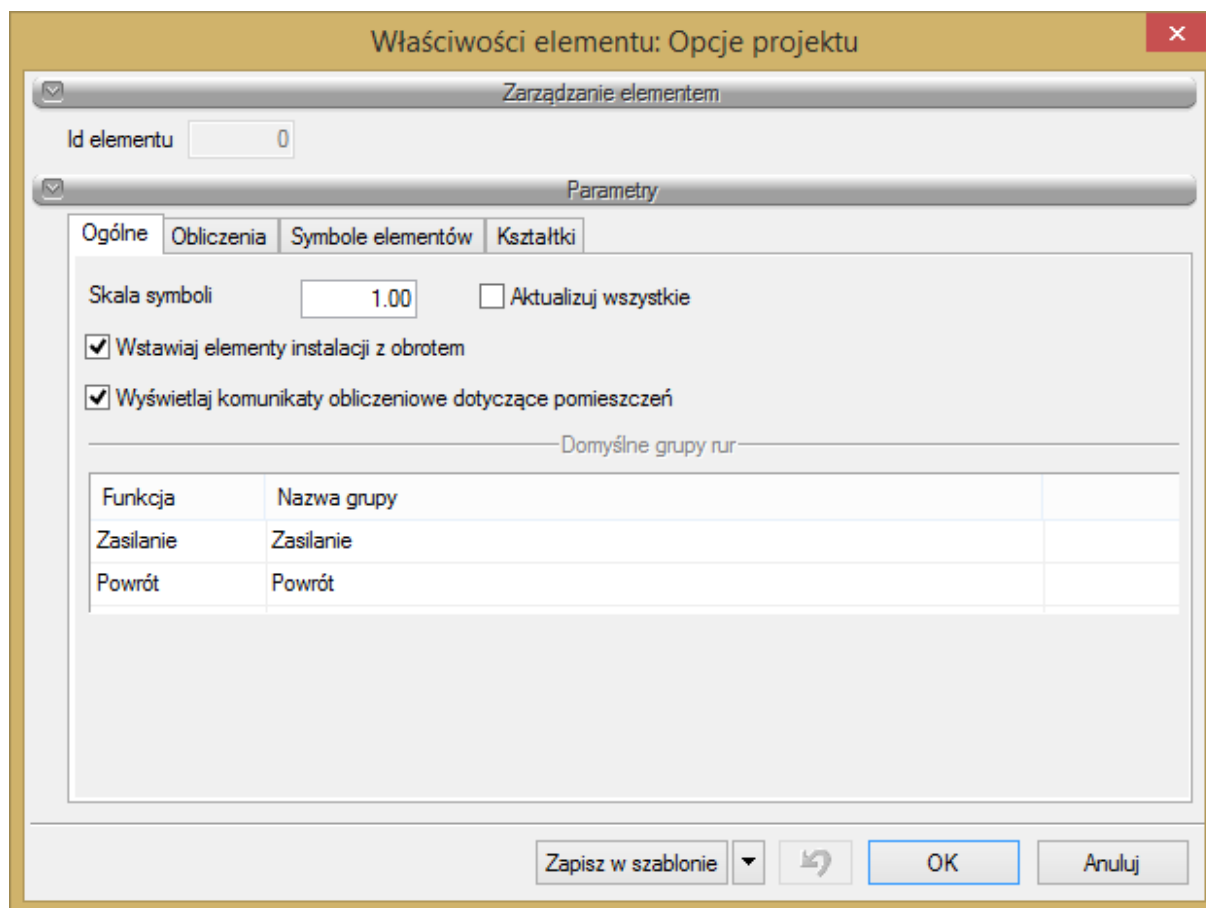 Właściwości elementu: Opcje projektu
Zarządzanie elementem
Id elementu 0
Parametry
Ogólne Obliczenia Symbole elementów Kształtki
Skala symboli 1.00 Aktualizuj wszystkie
Wstawiaj elementy instalacji z obrotem
Wyświetlaj komunikaty obliczeniowe dotyczące pomieszczeń
Domyślne grupy rur
Funkcja Nazwa grupy
Zasilanie Zasilanie
Powrót Powrót
Zapisz w szablonie OK Anuluj